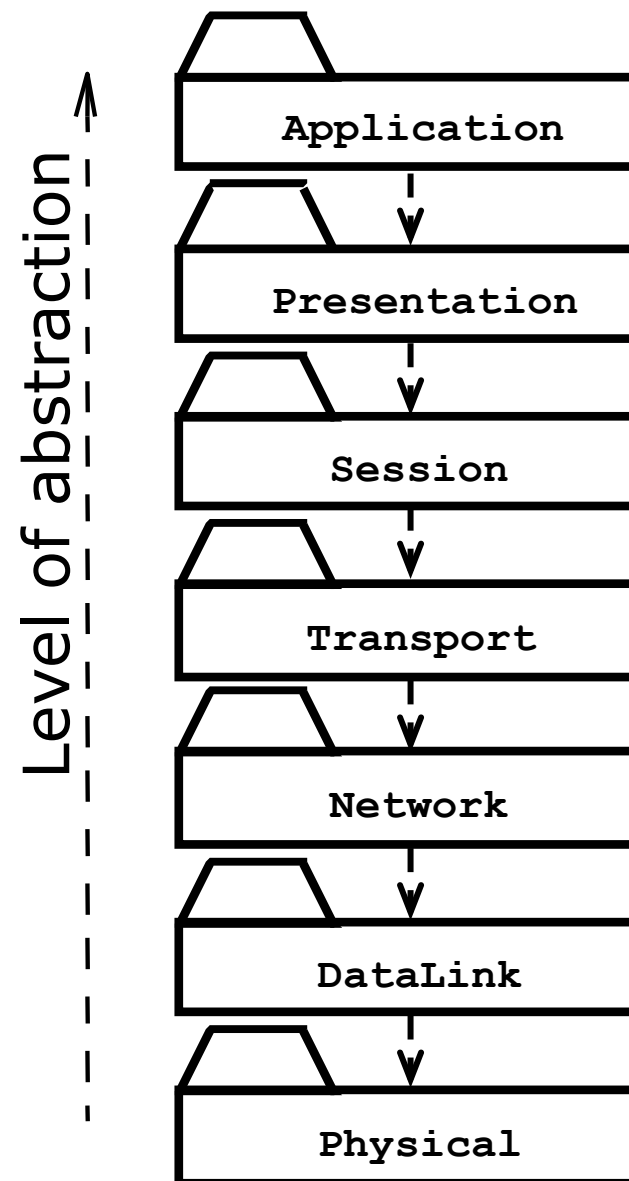 Level of abstraction
Application
Presentation
Session
Transport
Network
DataLink
Physical